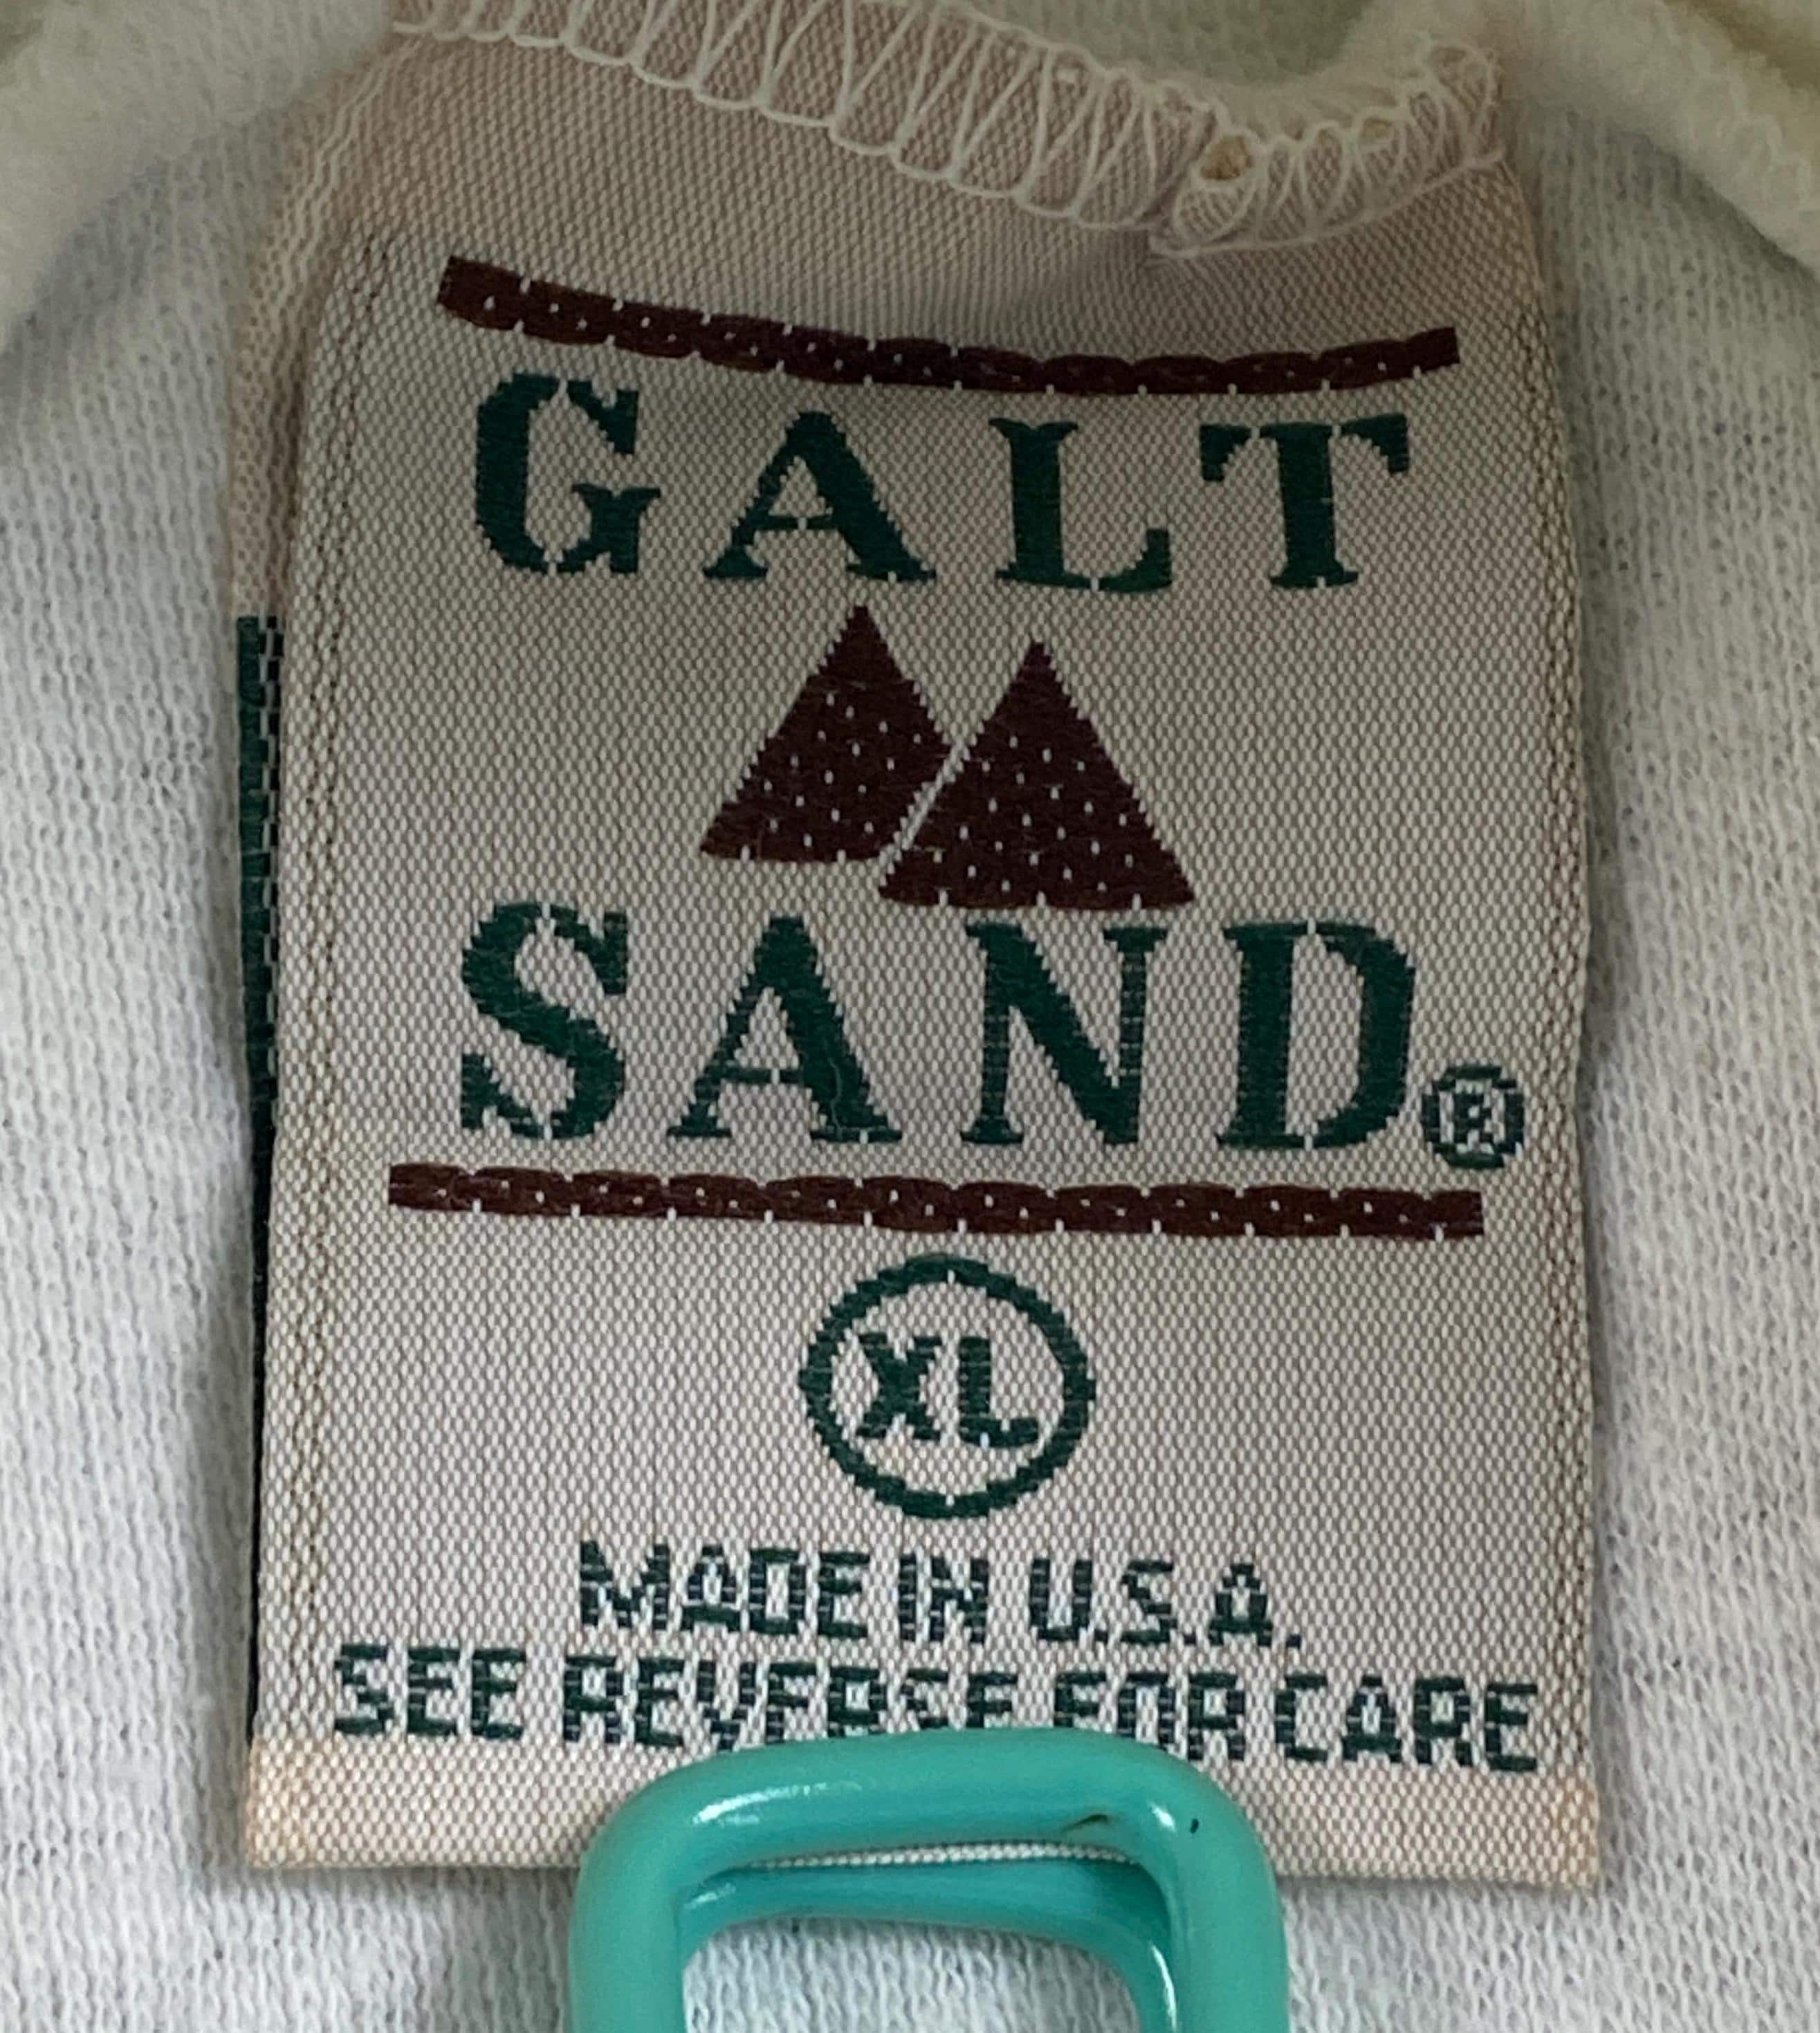 GALT
SAND®
XL
MADE IN U.S.A.
SEE REVERSE FOR CARE